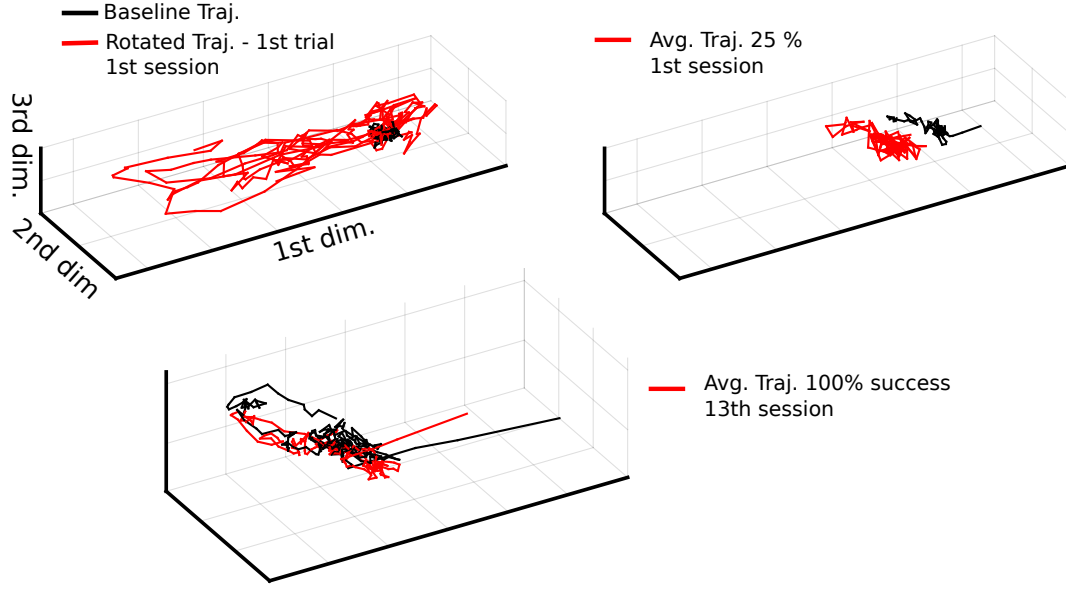 Baseline Traj.
Rotated Traj. - 1st trial
1st session
3rd dim.
2nd dim
1st dim.
Avg. Traj. 25 %
1st session
Avg. Traj. 100% success
13th session